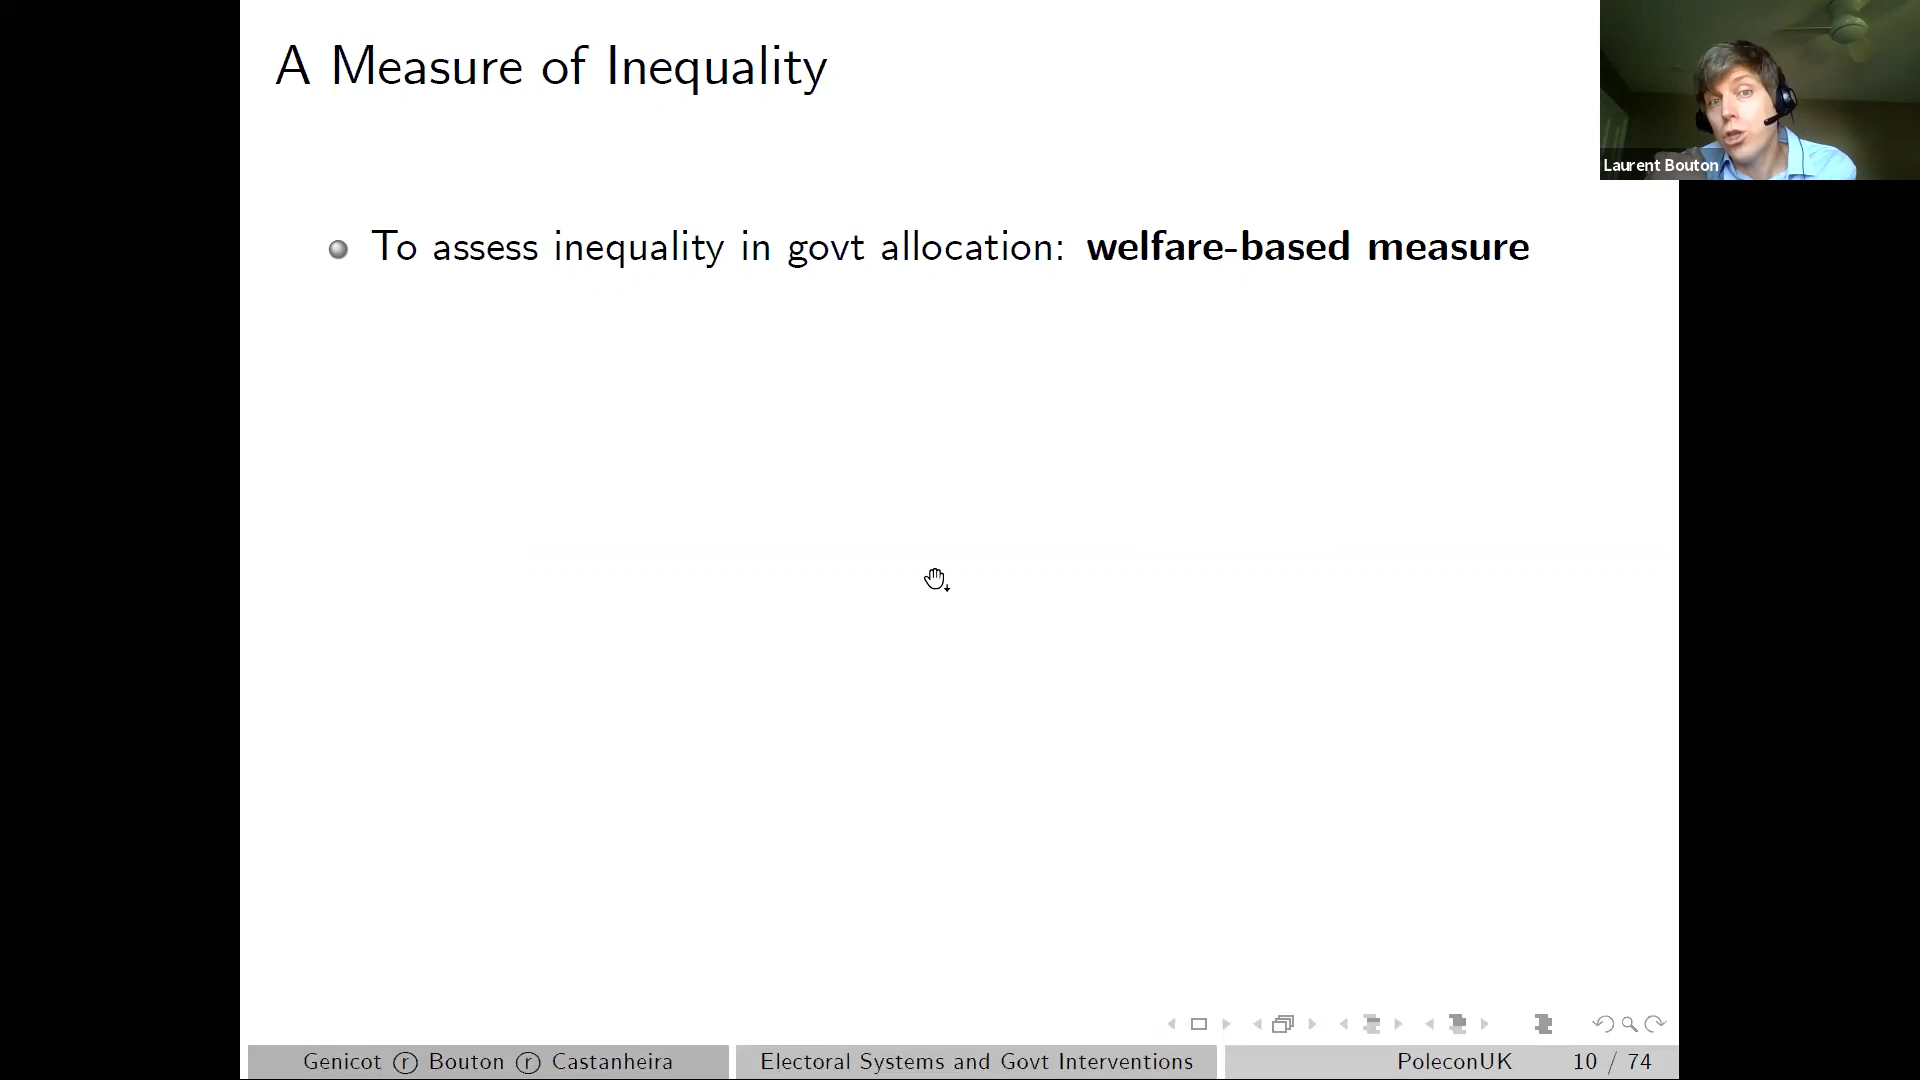 A Measure of Inequality
Laurent Bouton
To assess inequality in govt allocation: welfare-based measure
Genicot ⓡ Bouton ⓡ Castanheira
Electoral Systems and Govt Interventions
PoleconUK
10 / 74